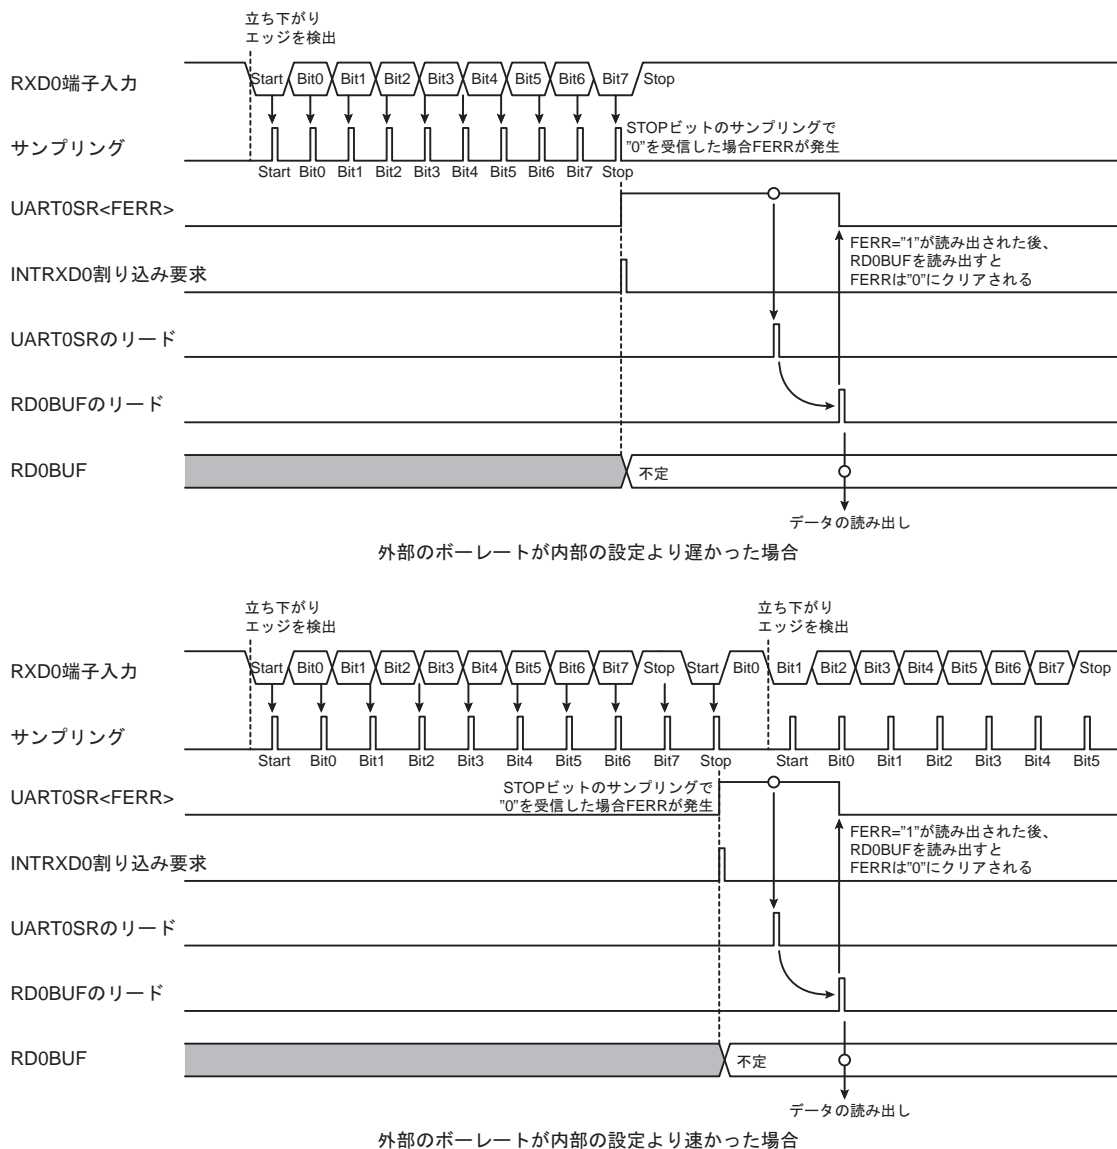 立ち下がり
エッジを検出
RXD0端子入力
Start Bit0 Bit1 Bit2 Bit3 Bit4 Bit5 Bit6 Bit7 Stop
サンプリング
STOPビットのサンプリングで
"0"を受信した場合FERRが発生
Start Bit0 Bit1 Bit2 Bit3 Bit4 Bit5 Bit6 Bit7 Stop
UART0SR<FERR>
FERR="1"が読み出された後、
RD0BUFを読み出すと
FERRは"0"にクリアされる
INTRXD0割り込み要求
UART0SRのリード
RD0BUFのリード
RD0BUF
不定
データの読み出し
外部のボーレートが内部の設定より遅かった場合
立ち下がり
エッジを検出
立ち下がり
エッジを検出
RXD0端子入力
Start Bit0 Bit1 Bit2 Bit3 Bit4 Bit5 Bit6 Bit7 Stop Start Bit0 Bit1 Bit2 Bit3 Bit4 Bit5 Bit6 Bit7 Stop
サンプリング
Start Bit0 Bit1 Bit2 Bit3 Bit4 Bit5 Bit6 Bit7 Stop Start Bit0 Bit1 Bit2 Bit3 Bit4 Bit5
UART0SR<FERR>
STOPビットのサンプリングで
"0"を受信した場合FERRが発生
FERR="1"が読み出された後、
RD0BUFを読み出すと
FERRは"0"にクリアされる
INTRXD0割り込み要求
UART0SRのリード
RD0BUFのリード
RD0BUF
不定
データの読み出し
外部のボーレートが内部の設定より速かった場合